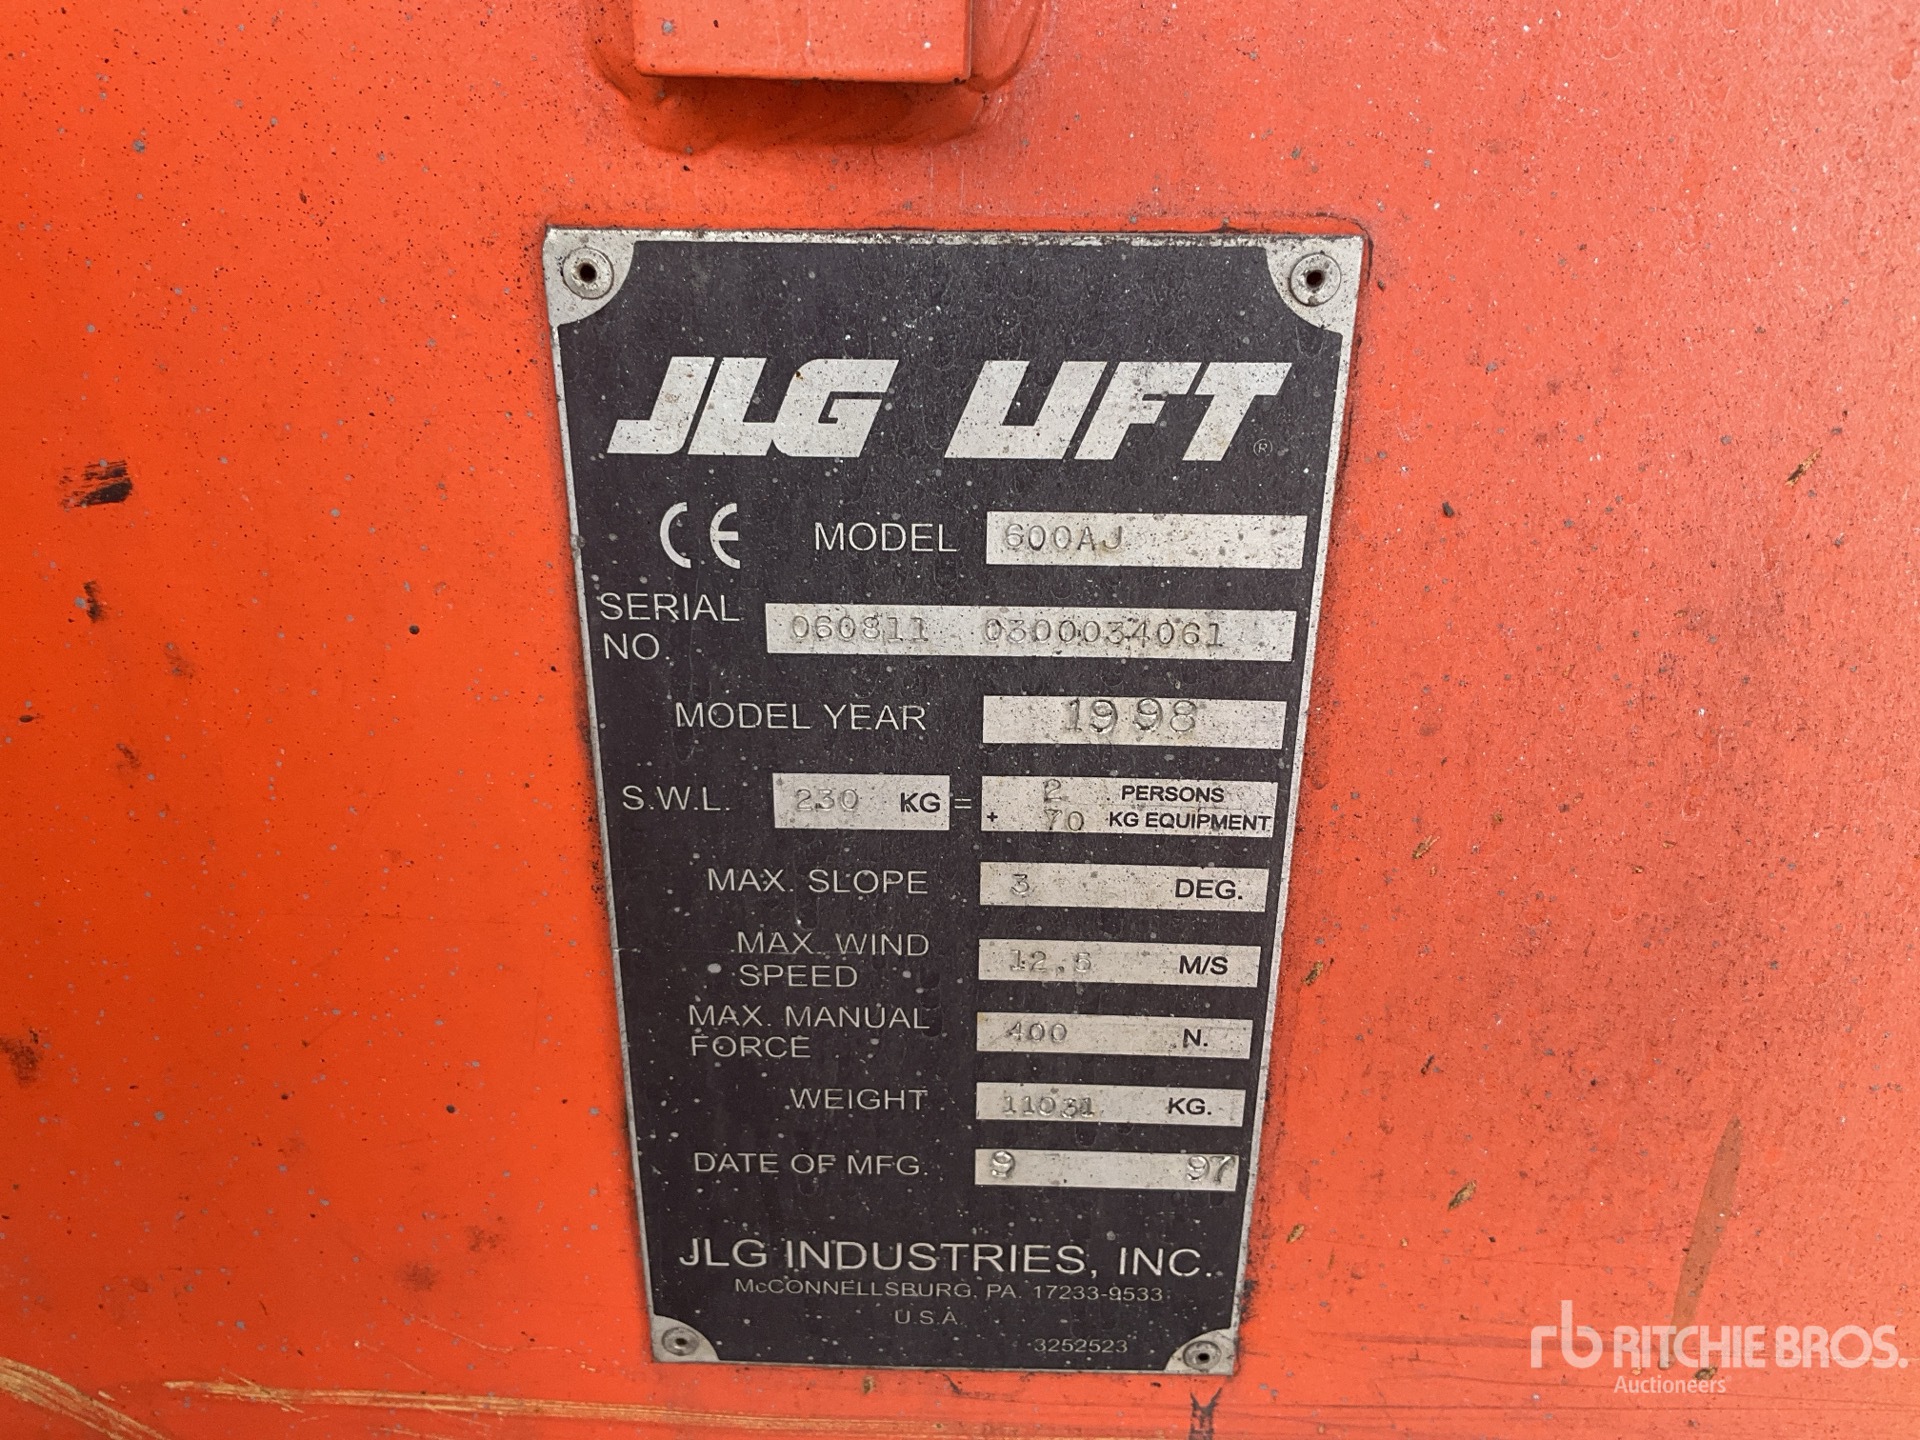 JLG LIFT ®
CE MODEL 600AJ
SERIAL NO. 060811 0300034061
MODEL YEAR 1998
S.W.L. 230 KG = 2 PERSONS
+ 70 KG EQUIPMENT
MAX. SLOPE 3 DEG.
MAX. WIND SPEED 12.5 M/S
MAX. MANUAL FORCE 400 N.
WEIGHT 11031 KG.
DATE OF MFG. 9 97
JLG INDUSTRIES, INC.
McCONNELLSBURG, PA. 17233-9533
U.S.A.
3252523
rb RITCHIE BROS.
Auctioneers